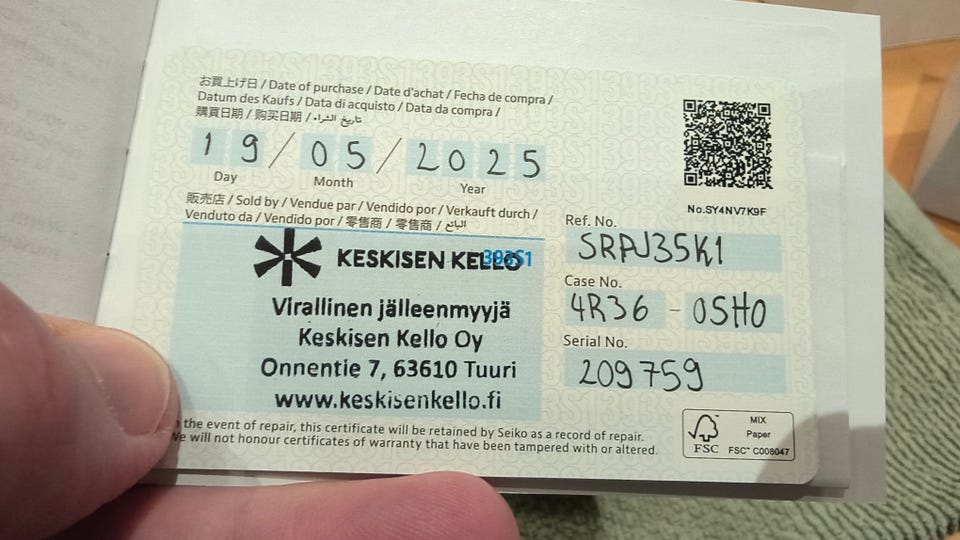 お買上げ日 / Date of purchase / Date d'achat / Fecha de compra /
Datum des Kaufs / Data di acquisto / Data da compra /
購買日期 / 购买日期 / تاريخ الشراء
19 / 05 / 2025
Day Month Year
No.SY4NV7K9F
販売店 / Sold by / Vendue par / Vendido por / Verkauft durch /
Venduto da / Vendido por / 零售商 / 零售商 / البائع
393S1
KESKISEN KELLO
Virallinen jälleenmyyjä
Keskisen Kello Oy
Onnentie 7, 63610 Tuuri
www.keskisenkello.fi
Ref. No.
SRPJ35K1
Case No.
4R36 - 05H0
Serial No.
209759
the event of repair, this certificate will be retained by Seiko as a record of repair.
We will not honour certificates of warranty that have been tampered with or altered.
FSC
MIX
Paper
FSC™ C008047